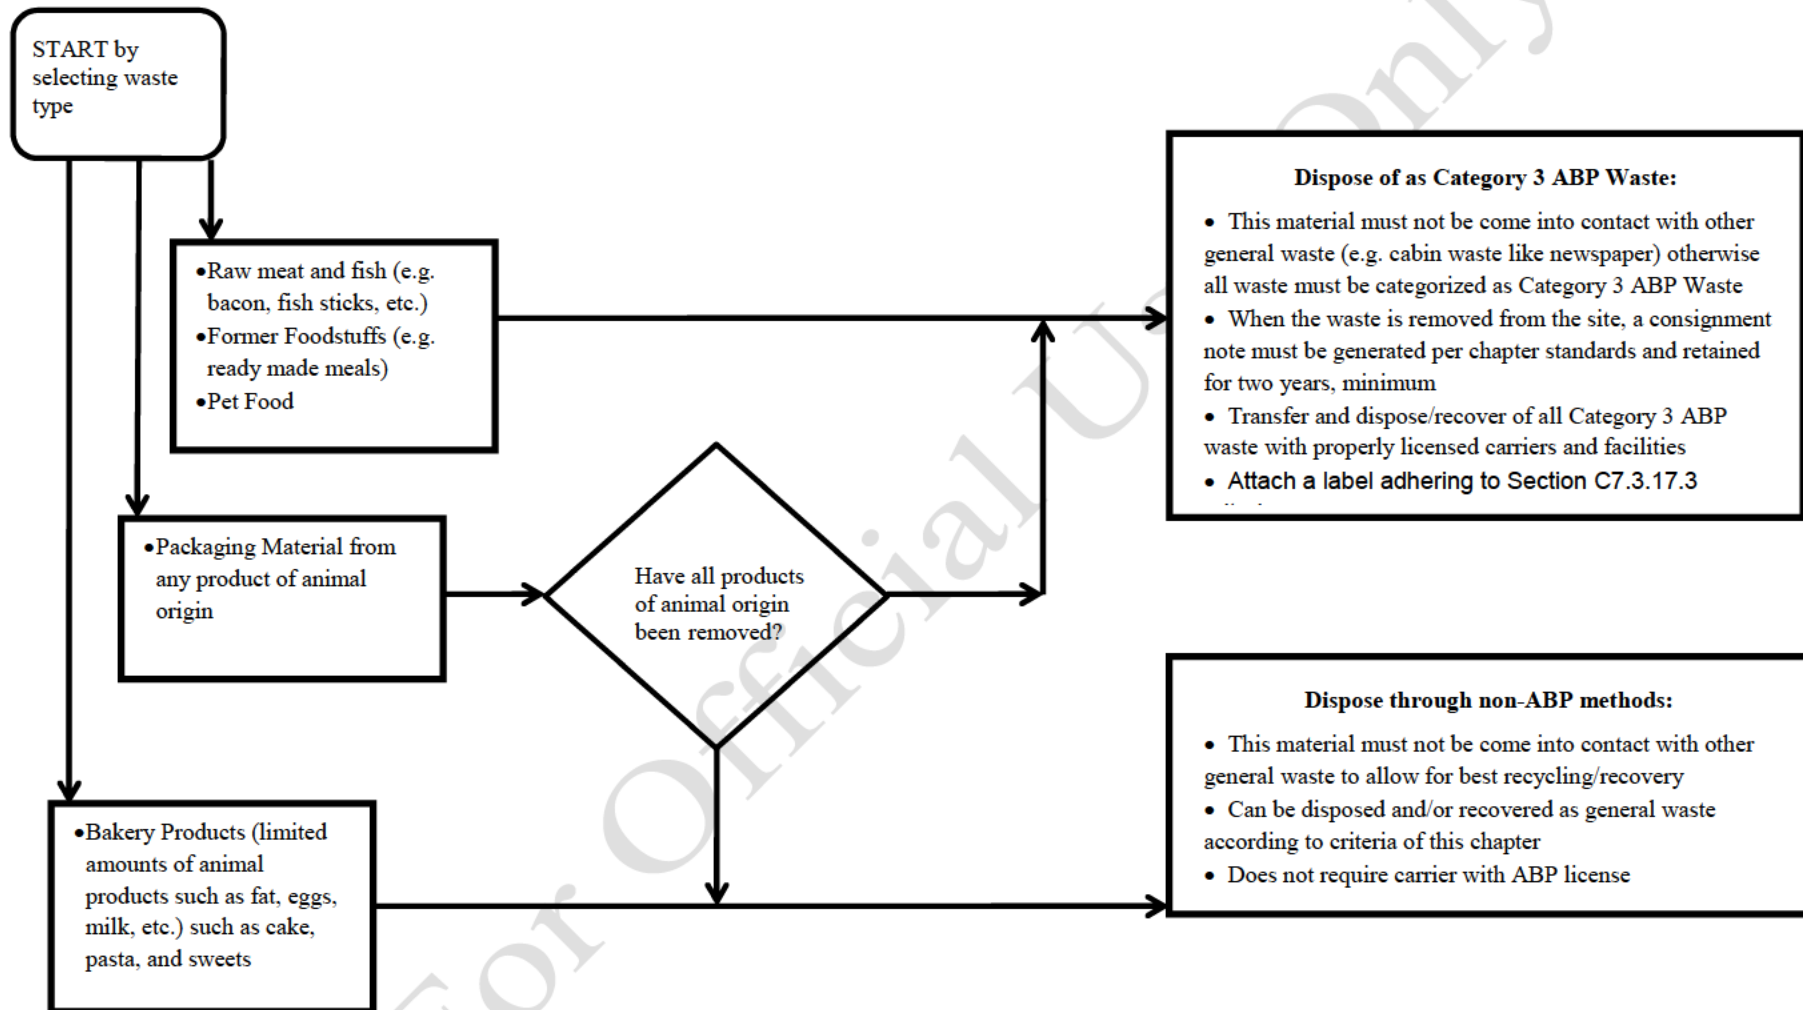 START by
selecting waste
type
•Raw meat and fish (e.g.
bacon, fish sticks, etc.)
•Former Foodstuffs (e.g.
ready made meals)
•Pet Food
Dispose of as Category 3 ABP Waste:
• This material must not be come into contact with other
general waste (e.g. cabin waste like newspaper) otherwise
all waste must be categorized as Category 3 ABP Waste
• When the waste is removed from the site, a consignment
note must be generated per chapter standards and retained
for two years, minimum
• Transfer and dispose/recover of all Category 3 ABP
waste with properly licensed carriers and facilities
• Attach a label adhering to Section C7.3.17.3
•Packaging Material from
any product of animal
origin
Have all products
of animal origin
been removed?
Dispose through non-ABP methods:
• This material must not be come into contact with other
general waste to allow for best recycling/recovery
• Can be disposed and/or recovered as general waste
according to criteria of this chapter
• Does not require carrier with ABP license
•Bakery Products (limited
amounts of animal
products such as fat, eggs,
milk, etc.) such as cake,
pasta, and sweets
For Official Use Only